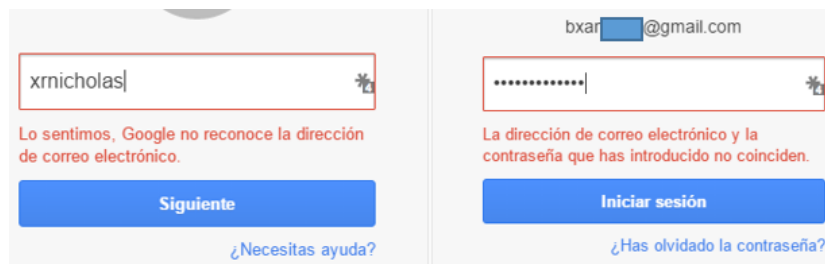 xrnicholas
Lo sentimos, Google no reconoce la dirección
de correo electrónico.
Siguiente
¿Necesitas ayuda?
bxar @gmail.com
La dirección de correo electrónico y la
contraseña que has introducido no coinciden.
Iniciar sesión
¿Has olvidado la contraseña?